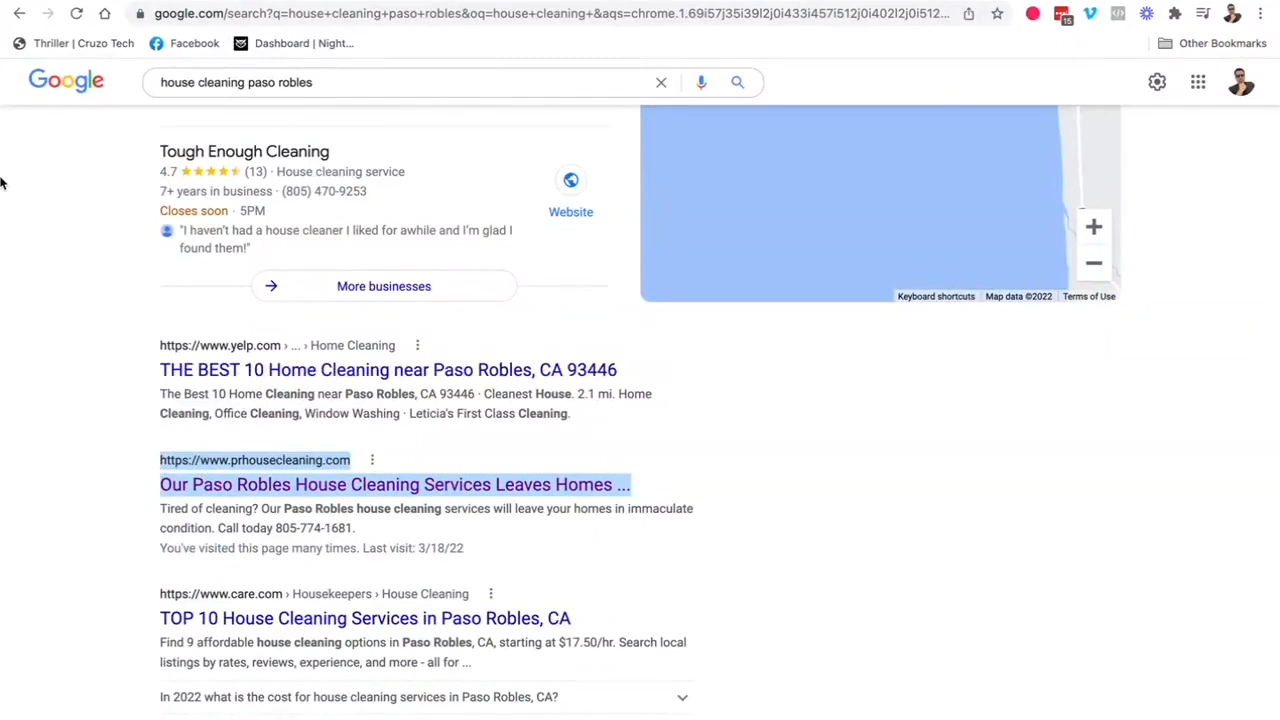 google.com/search?q=house+cleaning+paso+robles&oq=house+cleaning+&aqs=chrome.1.69i57j35i39l2j0i433i457i512j0i402l2j0i512...
15
Thriller | Cruzo Tech
Facebook
Dashboard | Night...
Other Bookmarks
Google
house cleaning paso robles
Tough Enough Cleaning
4.7 (13) · House cleaning service
7+ years in business · (805) 470-9253
Closes soon · 5PM
Website
"I haven't had a house cleaner I liked for awhile and I'm glad I
found them!"
More businesses
Keyboard shortcuts Map data ©2022 Terms of Use
https://www.yelp.com › ... › Home Cleaning
THE BEST 10 Home Cleaning near Paso Robles, CA 93446
The Best 10 Home Cleaning near Paso Robles, CA 93446 · Cleanest House. 2.1 mi. Home
Cleaning, Office Cleaning, Window Washing · Leticia's First Class Cleaning.
https://www.prhousecleaning.com
Our Paso Robles House Cleaning Services Leaves Homes ...
Tired of cleaning? Our Paso Robles house cleaning services will leave your homes in immaculate
condition. Call today 805-774-1681.
You've visited this page many times. Last visit: 3/18/22
https://www.care.com › Housekeepers › House Cleaning
TOP 10 House Cleaning Services in Paso Robles, CA
Find 9 affordable house cleaning options in Paso Robles, CA, starting at $17.50/hr. Search local
listings by rates, reviews, experience, and more - all for ...
In 2022 what is the cost for house cleaning services in Paso Robles, CA?